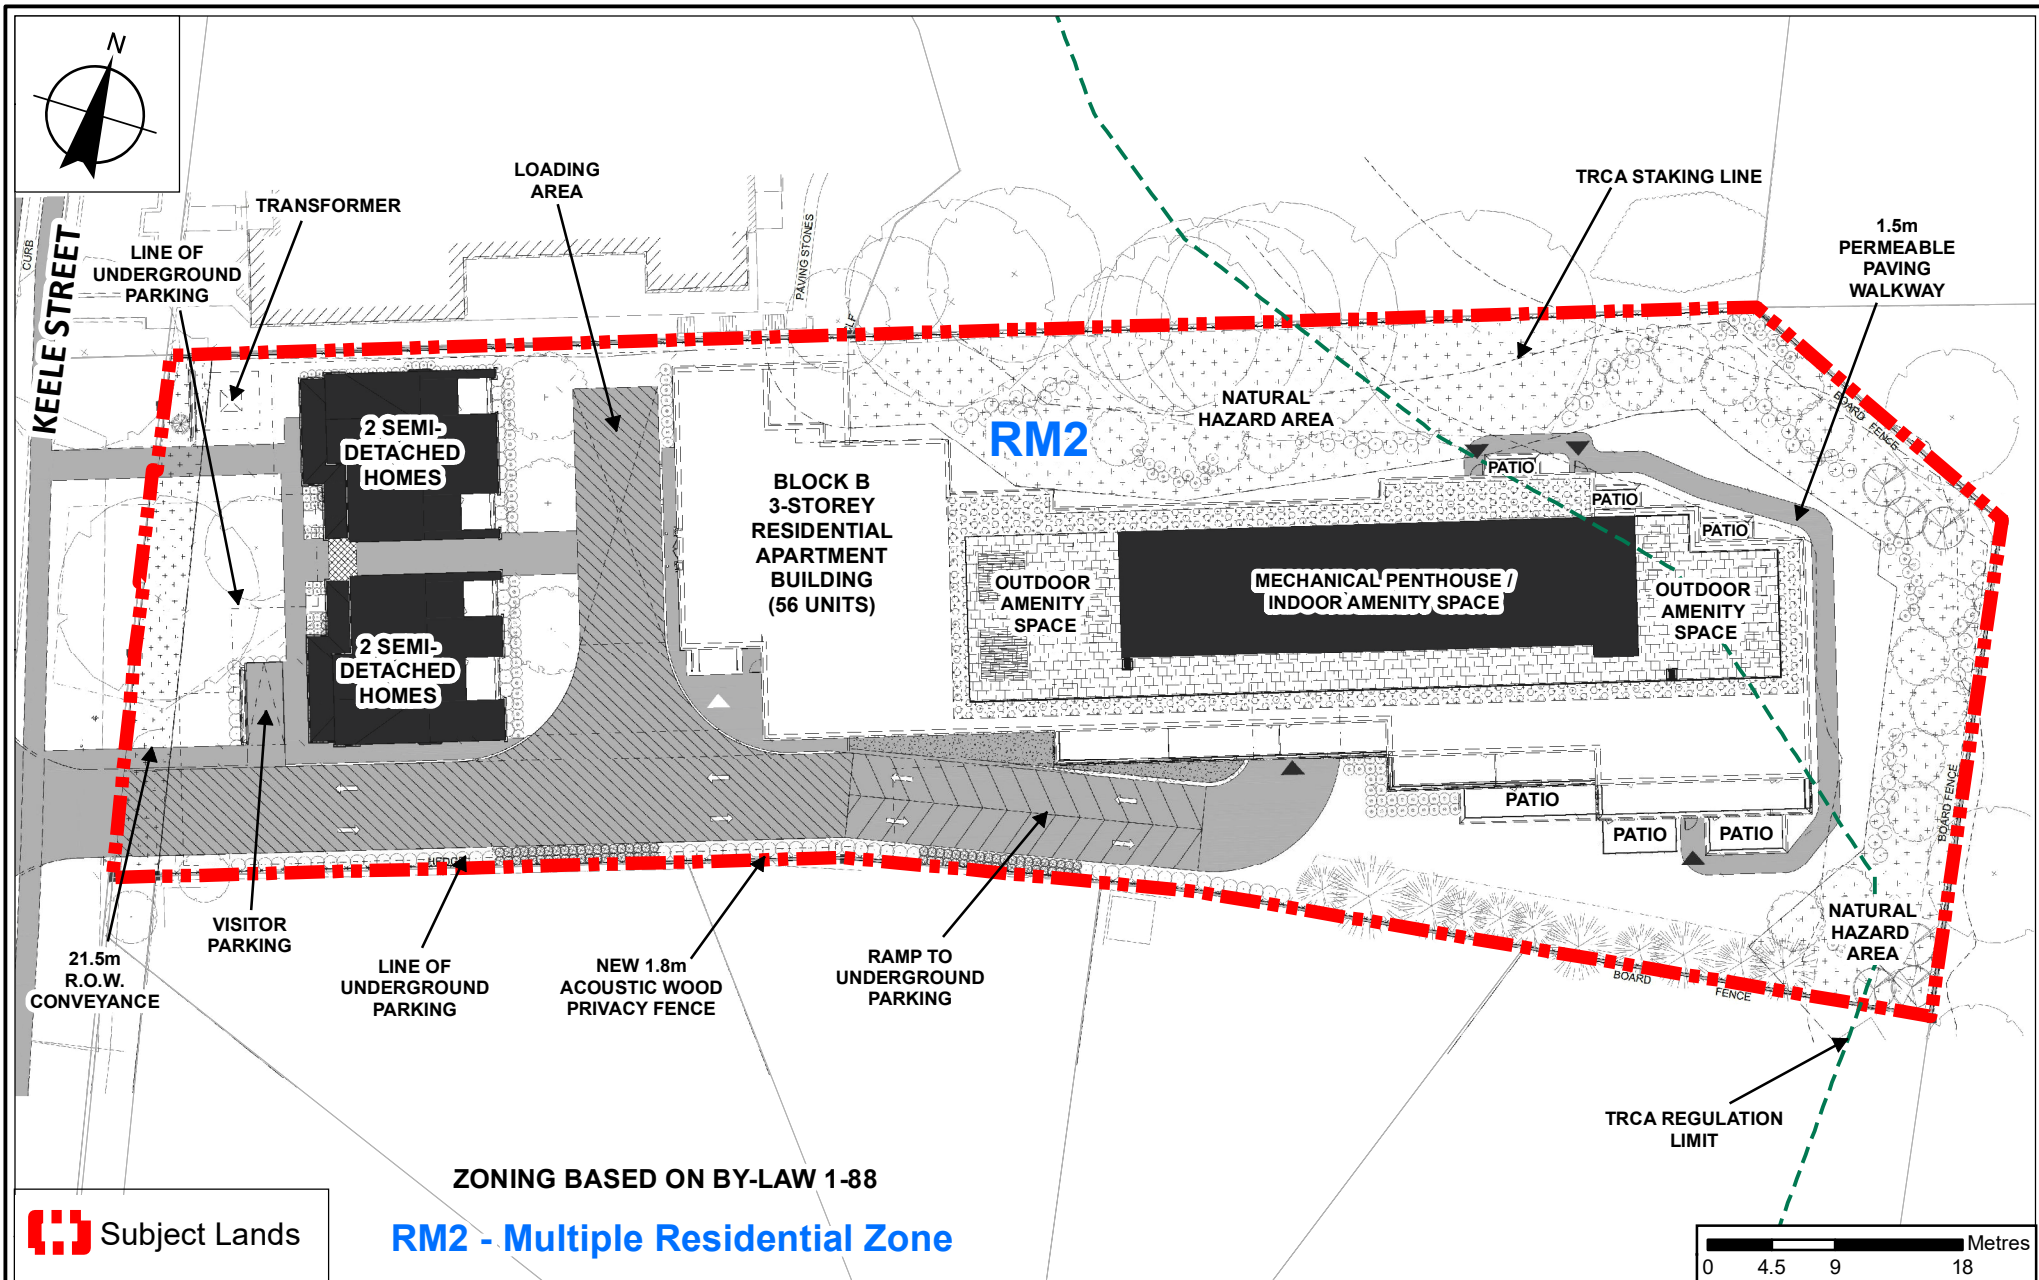 N
LOADING
AREA
TRANSFORMER
TRCA STAKING LINE
KEELE STREET
CURB
LINE OF
UNDERGROUND
PARKING
PAVING STONES
1.5m
PERMEABLE
PAVING
WALKWAY
2 SEMI-
DETACHED
HOMES
NATURAL
HAZARD AREA
RM2
BOARD FENCE
BLOCK B
3-STOREY
RESIDENTIAL
APARTMENT
BUILDING
(56 UNITS)
PATIO
PATIO
PATIO
OUTDOOR
AMENITY
SPACE
MECHANICAL PENTHOUSE /
INDOOR AMENITY SPACE
OUTDOOR
AMENITY
SPACE
2 SEMI-
DETACHED
HOMES
PATIO
PATIO
PATIO
BOARD FENCE
HEDGE
NATURAL
HAZARD
AREA
BOARD FENCE
21.5m
R.O.W.
CONVEYANCE
VISITOR
PARKING
LINE OF
UNDERGROUND
PARKING
NEW 1.8m
ACOUSTIC WOOD
PRIVACY FENCE
RAMP TO
UNDERGROUND
PARKING
TRCA REGULATION
LIMIT
ZONING BASED ON BY-LAW 1-88
RM2 - Multiple Residential Zone
Subject Lands
Metres
0 4.5 9 18